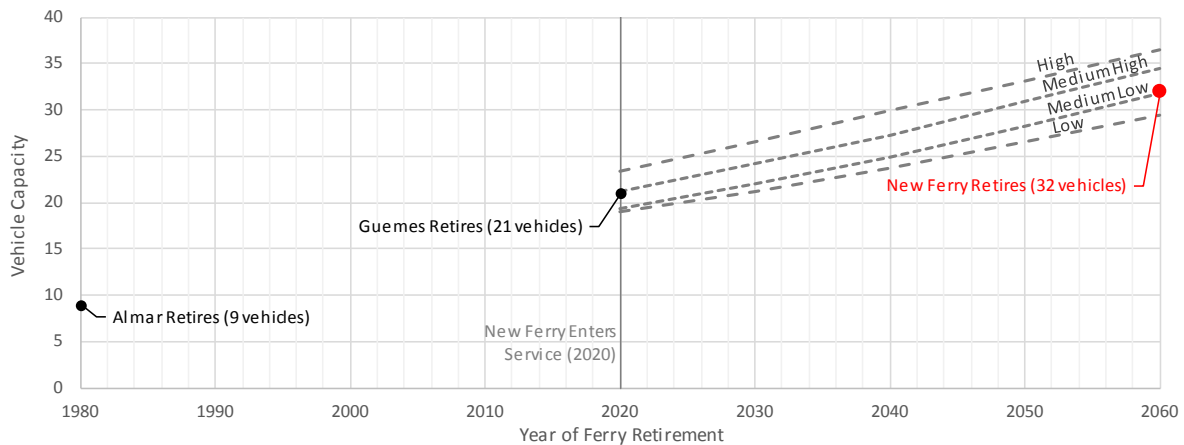 40
35
30
25
20
15
10
5
0
Vehicle Capacity
High
Medium High
Medium Low
Low
New Ferry Retires (32 vehicles)
Guemes Retires (21 vehicles)
Almar Retires (9 vehicles)
New Ferry Enters
Service (2020)
1980 1990 2000 2010 2020 2030 2040 2050 2060
Year of Ferry Retirement